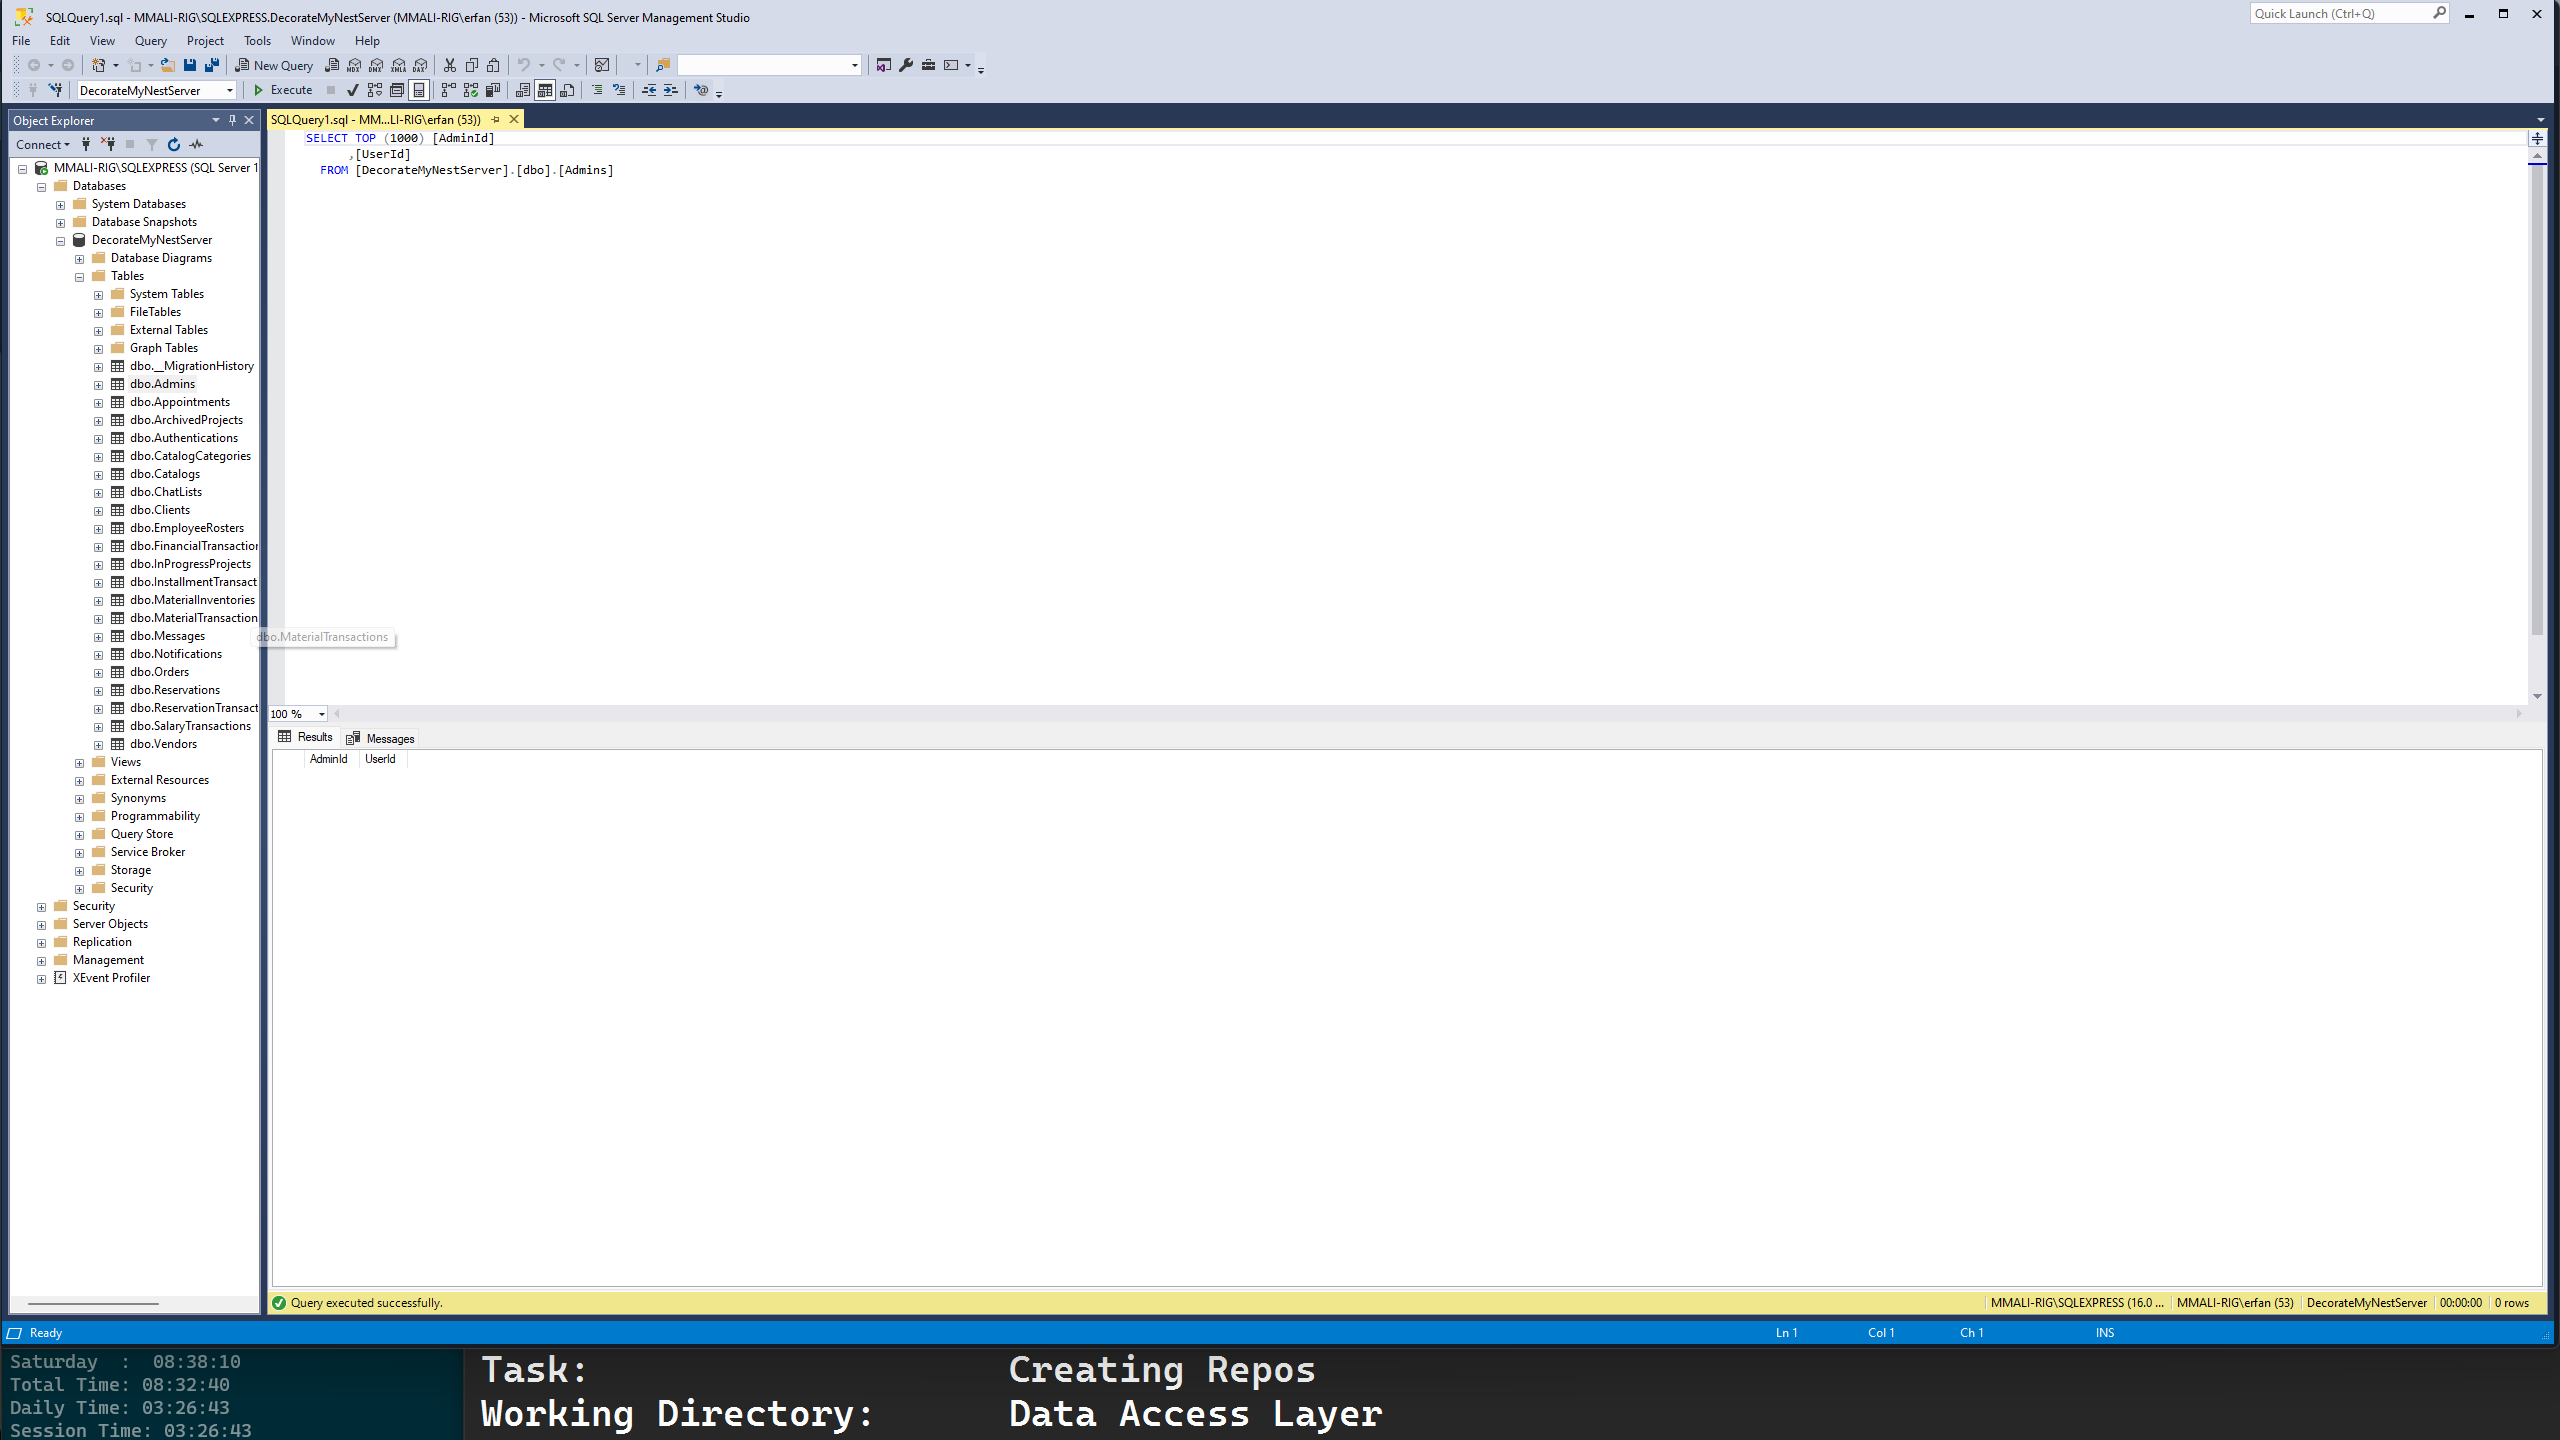 SQLQuery1.sql - MMALI-RIG\SQLEXPRESS.DecorateMyNestServer (MMALI-RIG\erfan (53)) - Microsoft SQL Server Management Studio
Quick Launch (Ctrl+Q)
File Edit View Query Project Tools Window Help
New Query MDX DMX XMLA DAX
DecorateMyNestServer Execute
Object Explorer
SQLQuery1.sql - MM...LI-RIG\erfan (53))
Connect
MMALI-RIG\SQLEXPRESS (SQL Server 1
Databases
System Databases
Database Snapshots
DecorateMyNestServer
Database Diagrams
Tables
System Tables
FileTables
External Tables
Graph Tables
dbo.__MigrationHistory
dbo.Admins
dbo.Appointments
dbo.ArchivedProjects
dbo.Authentications
dbo.CatalogCategories
dbo.Catalogs
dbo.ChatLists
dbo.Clients
dbo.EmployeeRosters
dbo.FinancialTransaction
dbo.InProgressProjects
dbo.InstallmentTransact
dbo.MaterialInventories
dbo.MaterialTransaction
dbo.Messages
dbo.MaterialTransactions
dbo.Notifications
dbo.Orders
dbo.Reservations
dbo.ReservationTransact
dbo.SalaryTransactions
dbo.Vendors
Views
External Resources
Synonyms
Programmability
Query Store
Service Broker
Storage
Security
Security
Server Objects
Replication
Management
XEvent Profiler
SELECT TOP (1000) [AdminId]
,[UserId]
FROM [DecorateMyNestServer].[dbo].[Admins]
100 %
Results Messages
AdminId UserId
Query executed successfully.
MMALI-RIG\SQLEXPRESS (16.0 ... MMALI-RIG\erfan (53) DecorateMyNestServer 00:00:00 0 rows
Ready Ln 1 Col 1 Ch 1 INS
Saturday : 08:38:10
Total Time: 08:32:40
Daily Time: 03:26:43
Session Time: 03:26:43
Task: Creating Repos
Working Directory: Data Access Layer